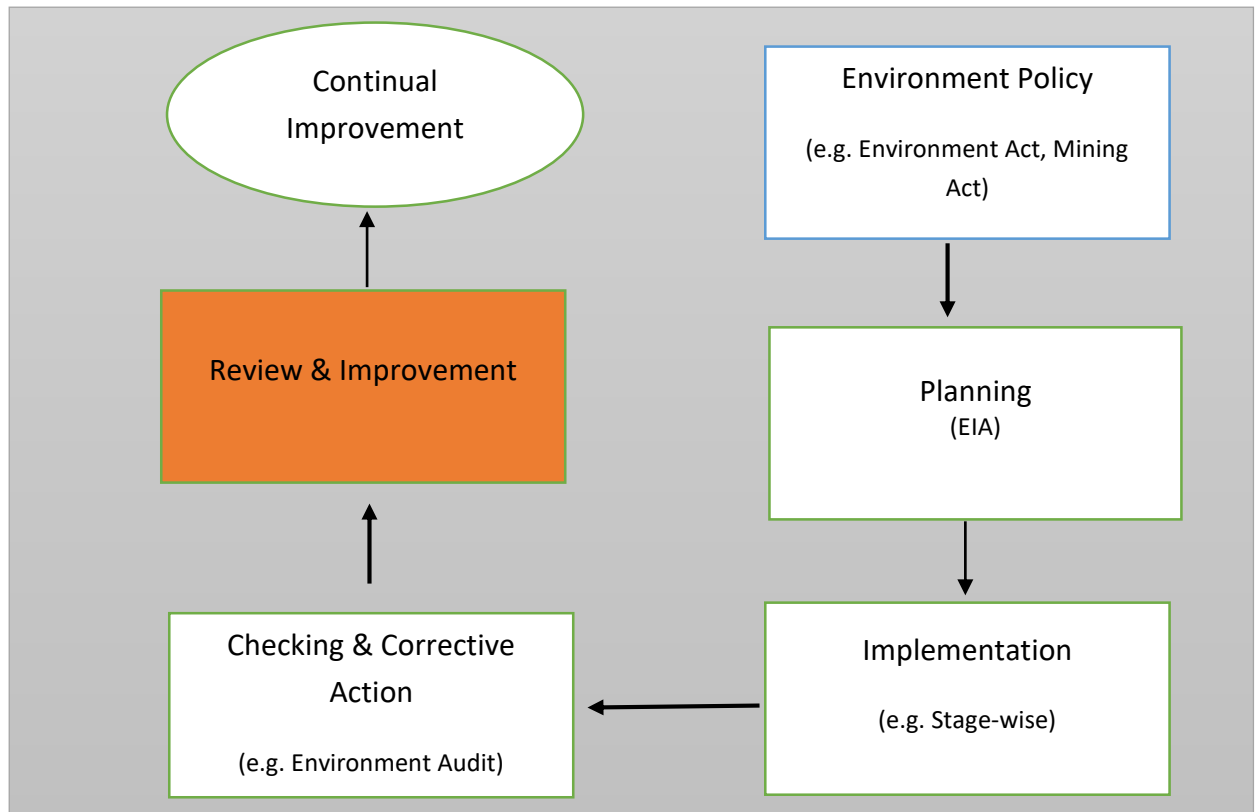 Continual
Improvement
Environment Policy
(e.g. Environment Act, Mining
Act)
Review & Improvement
Planning
(EIA)
Checking & Corrective
Action
(e.g. Environment Audit)
Implementation
(e.g. Stage-wise)